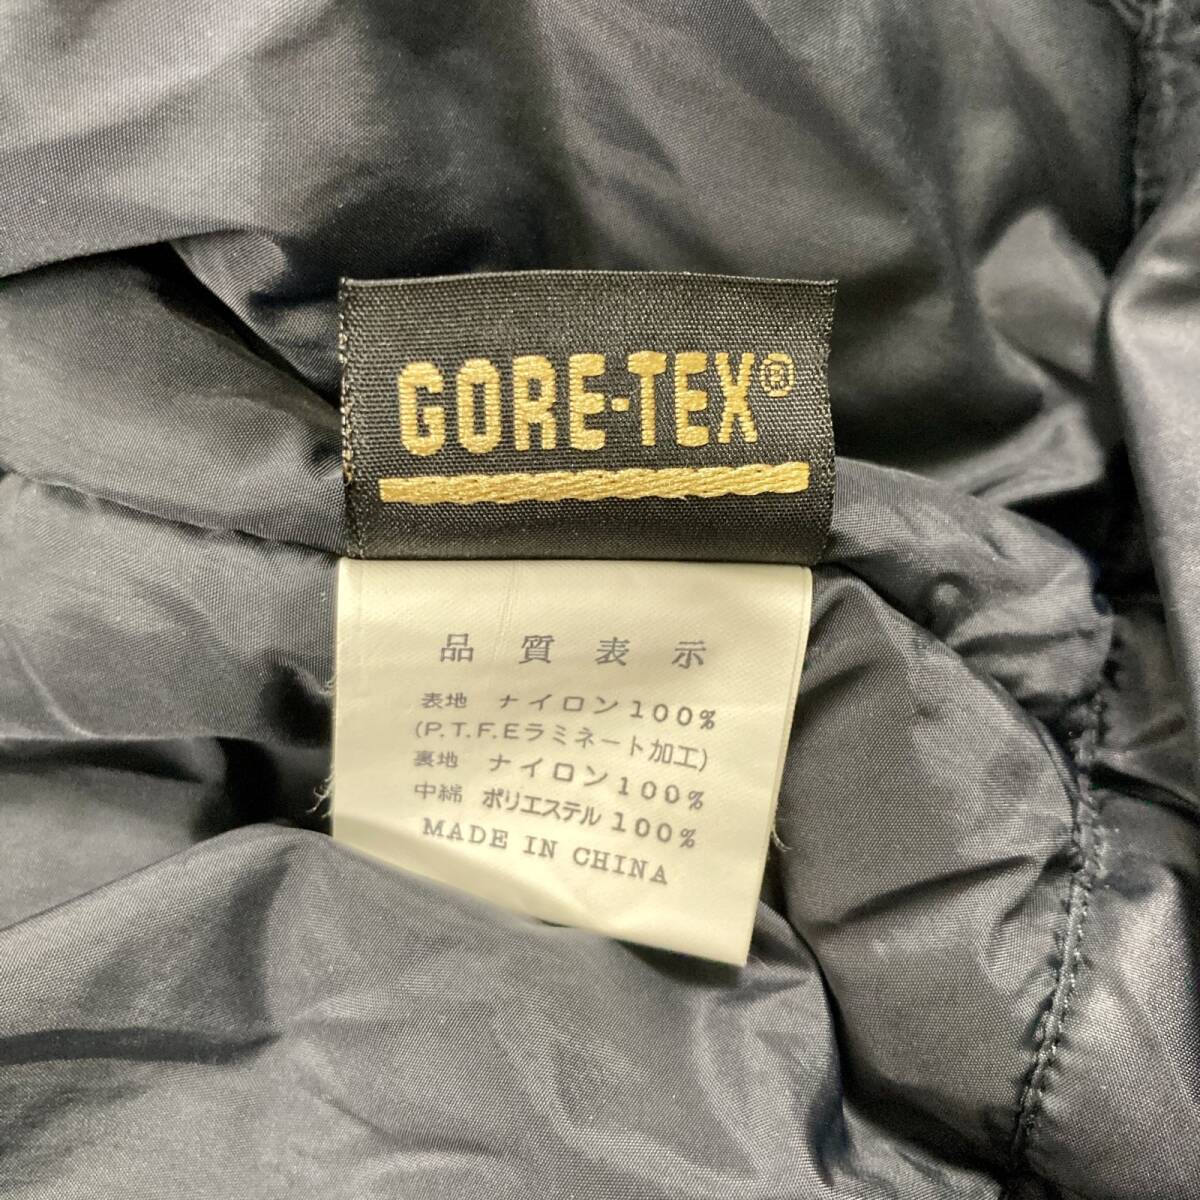 GORE-TEX®
品質表示
表地 ナイロン100%
(P.T.F.Eラミネート加工)
裏地 ナイロン100%
中綿 ポリエステル100%
MADE IN CHINA